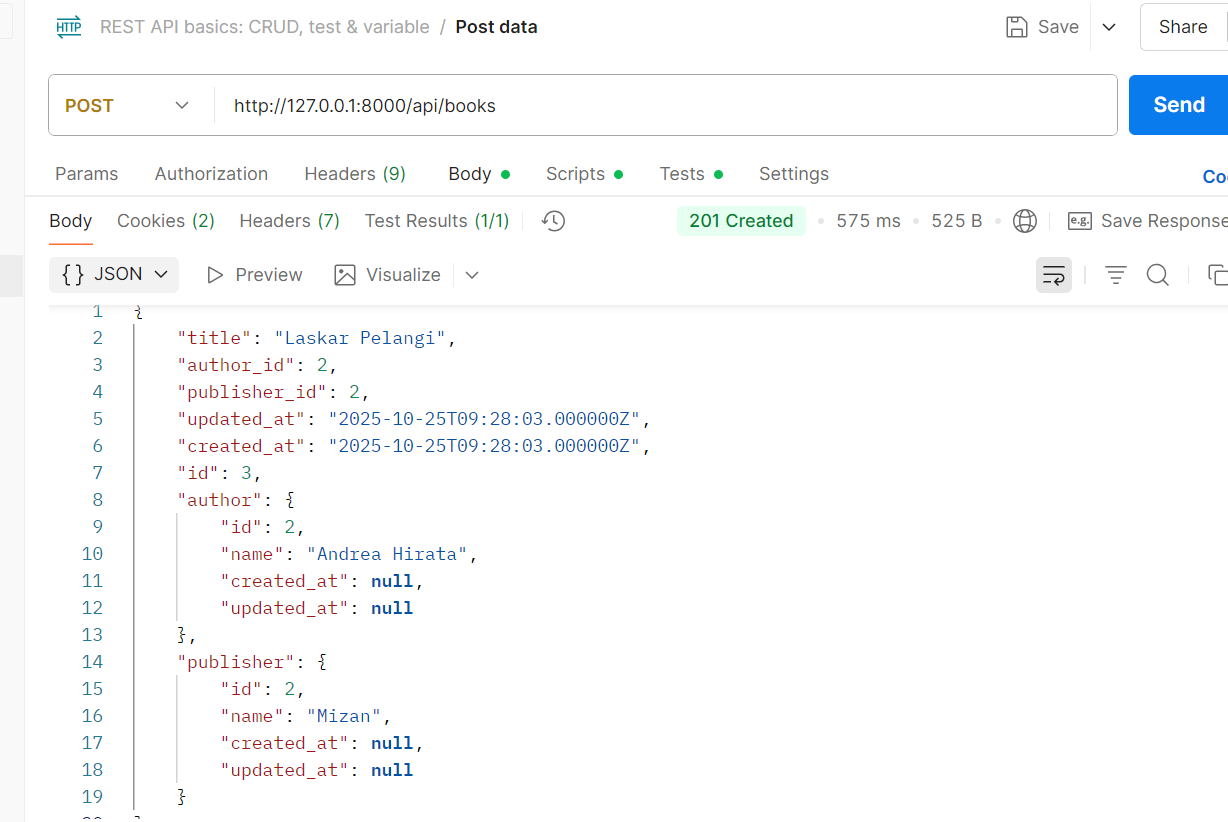 HTTP REST API basics: CRUD, test & variable / Post data Save Share
POST http://127.0.0.1:8000/api/books Send
Params Authorization Headers (9) Body Scripts Tests Settings
Body Cookies (2) Headers (7) Test Results (1/1) 201 Created 575 ms 525 B e.g. Save Response
{} JSON Preview Visualize
1 {
2 "title": "Laskar Pelangi",
3 "author_id": 2,
4 "publisher_id": 2,
5 "updated_at": "2025-10-25T09:28:03.000000Z",
6 "created_at": "2025-10-25T09:28:03.000000Z",
7 "id": 3,
8 "author": {
9 "id": 2,
10 "name": "Andrea Hirata",
11 "created_at": null,
12 "updated_at": null
13 },
14 "publisher": {
15 "id": 2,
16 "name": "Mizan",
17 "created_at": null,
18 "updated_at": null
19 }